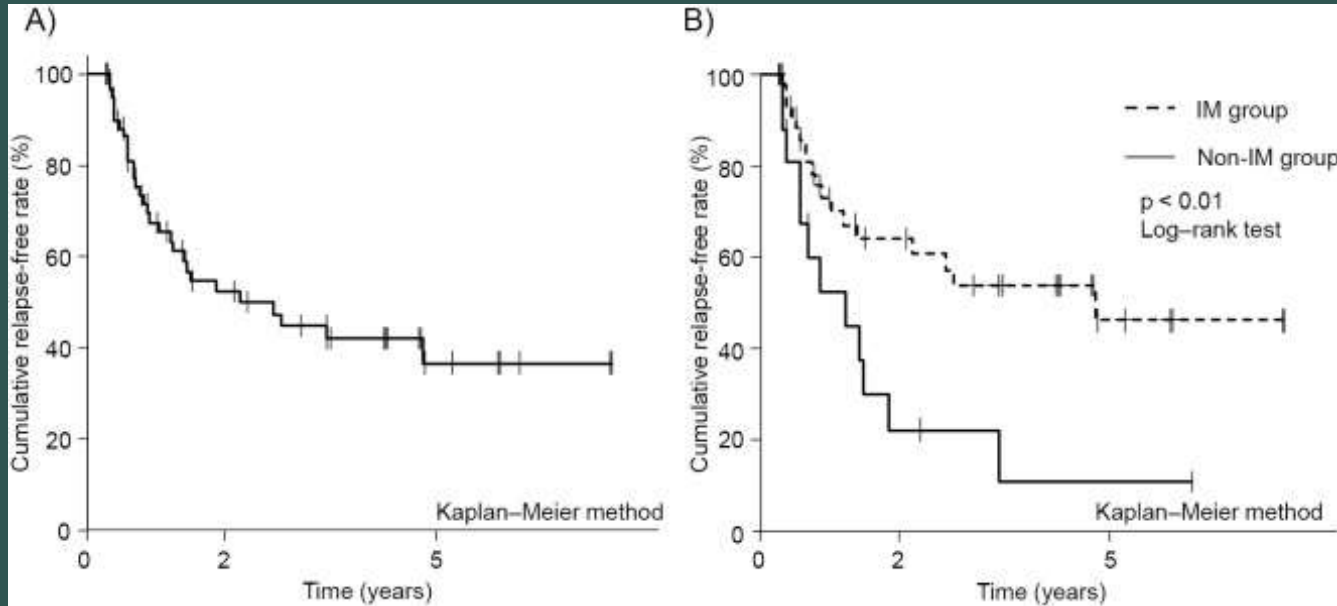 A)
Cumulative relapse-free rate (%)
100
80
60
40
20
0
Kaplan–Meier method
0 2 5
Time (years)
B)
Cumulative relapse-free rate (%)
100
80
60
40
20
0
IM group
Non-IM group
p < 0.01
Log–rank test
Kaplan–Meier method
0 2 5
Time (years)